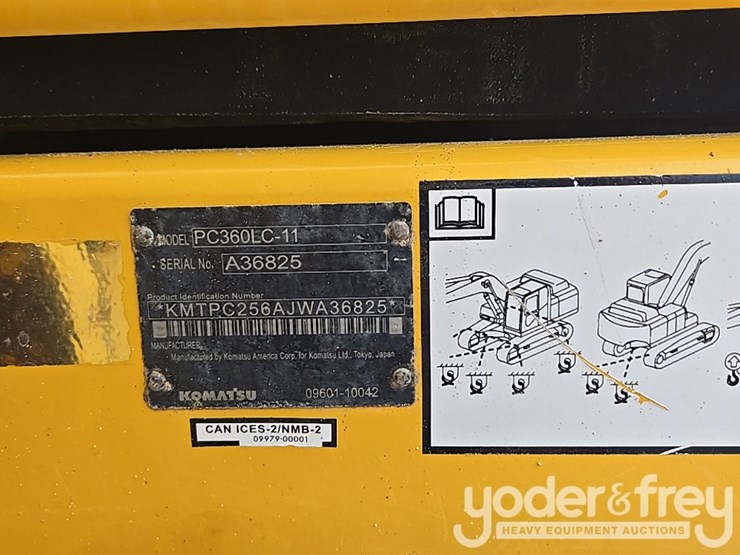 MODEL PC360LC-11
SERIAL No. A36825
Product Identification Number
*KMTPC256AJWA36825*
MANUFACTURER
Manufactured by Komatsu America Corp. for Komatsu Ltd., Tokyo, Japan
KOMATSU 09601-10042
CAN ICES-2/NMB-2
09979-00001
yoder&frey
HEAVY EQUIPMENT AUCTIONS